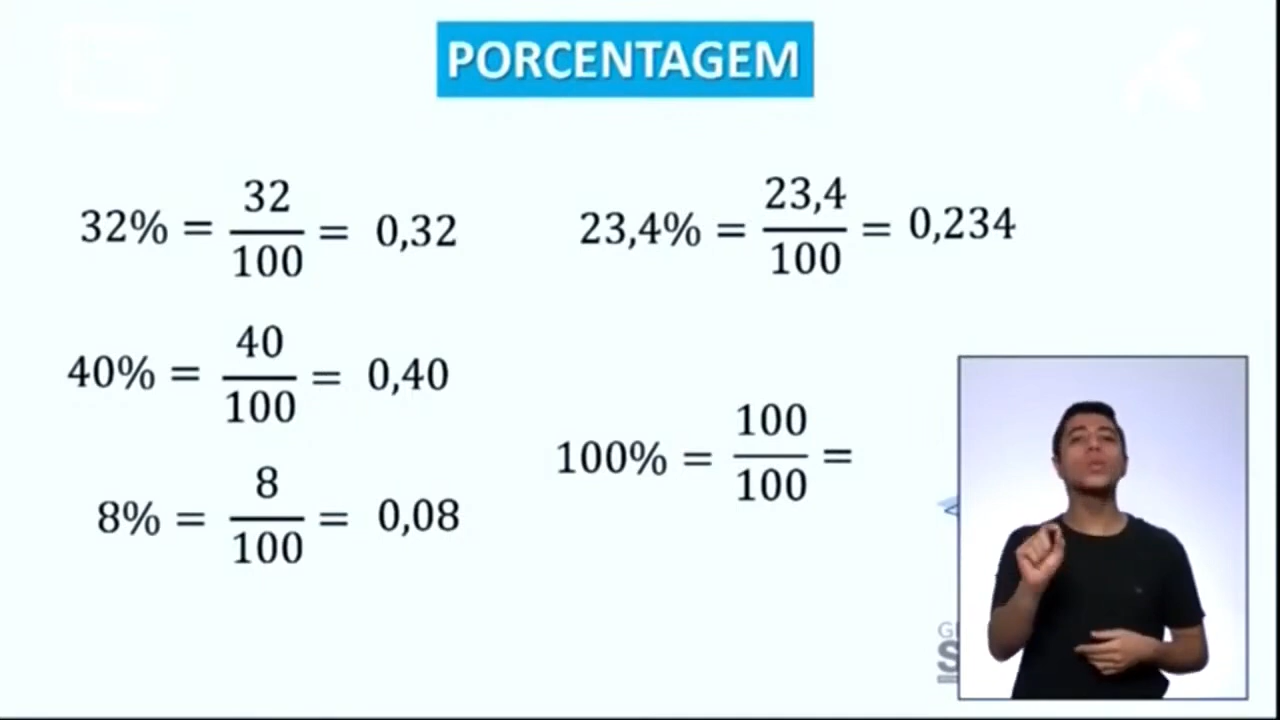 PORCENTAGEM
32% = 32/100 = 0,32
40% = 40/100 = 0,40
8% = 8/100 = 0,08
23,4% = 23,4/100 = 0,234
100% = 100/100 =